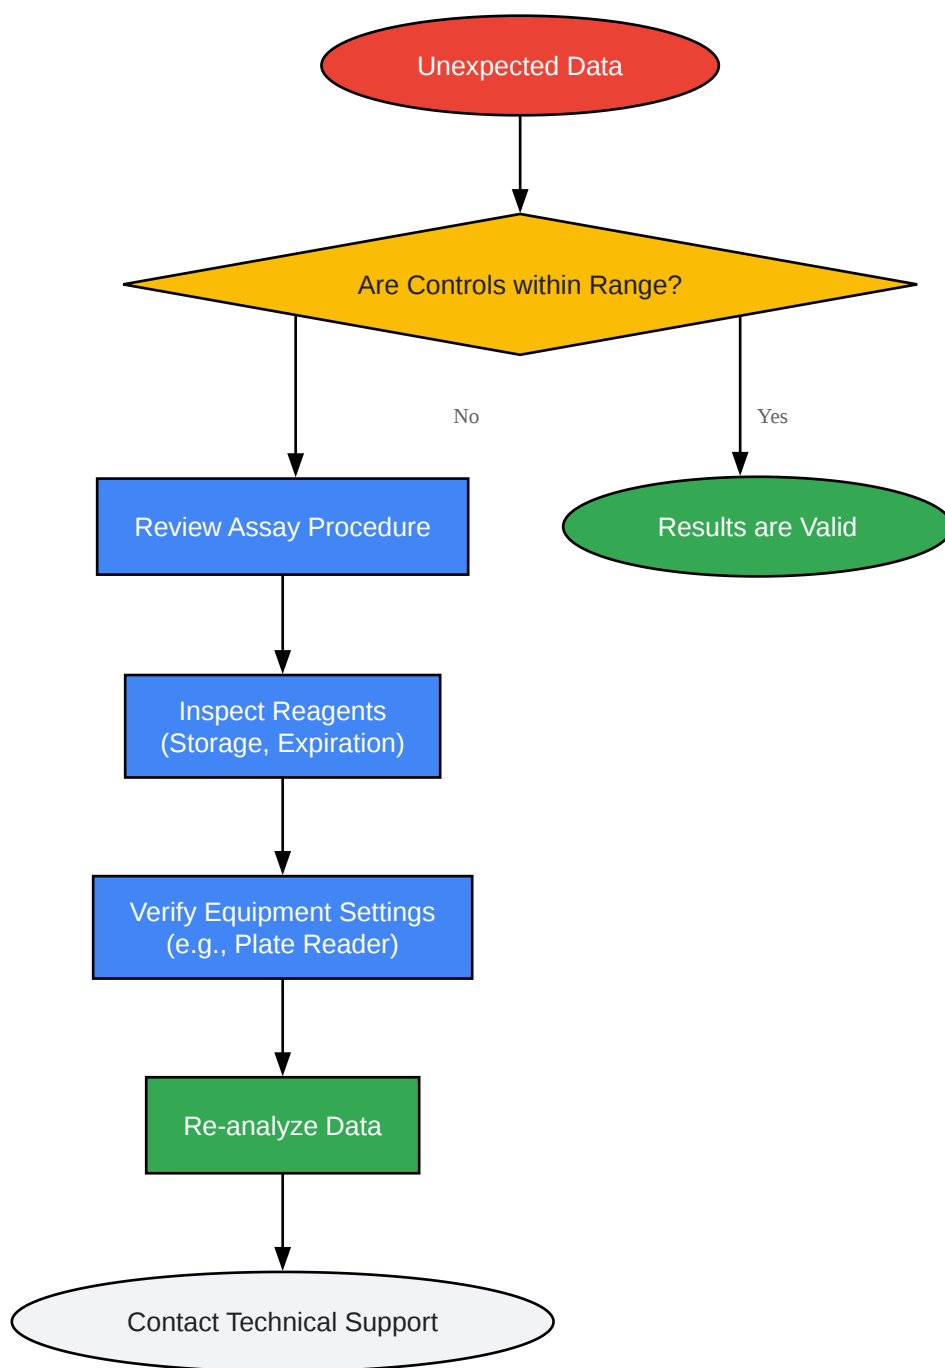 Unexpected Data
Are Controls within Range?
No
Yes
Review Assay Procedure
Results are Valid
Inspect Reagents
(Storage, Expiration)
Verify Equipment Settings
(e.g., Plate Reader)
Re-analyze Data
Contact Technical Support